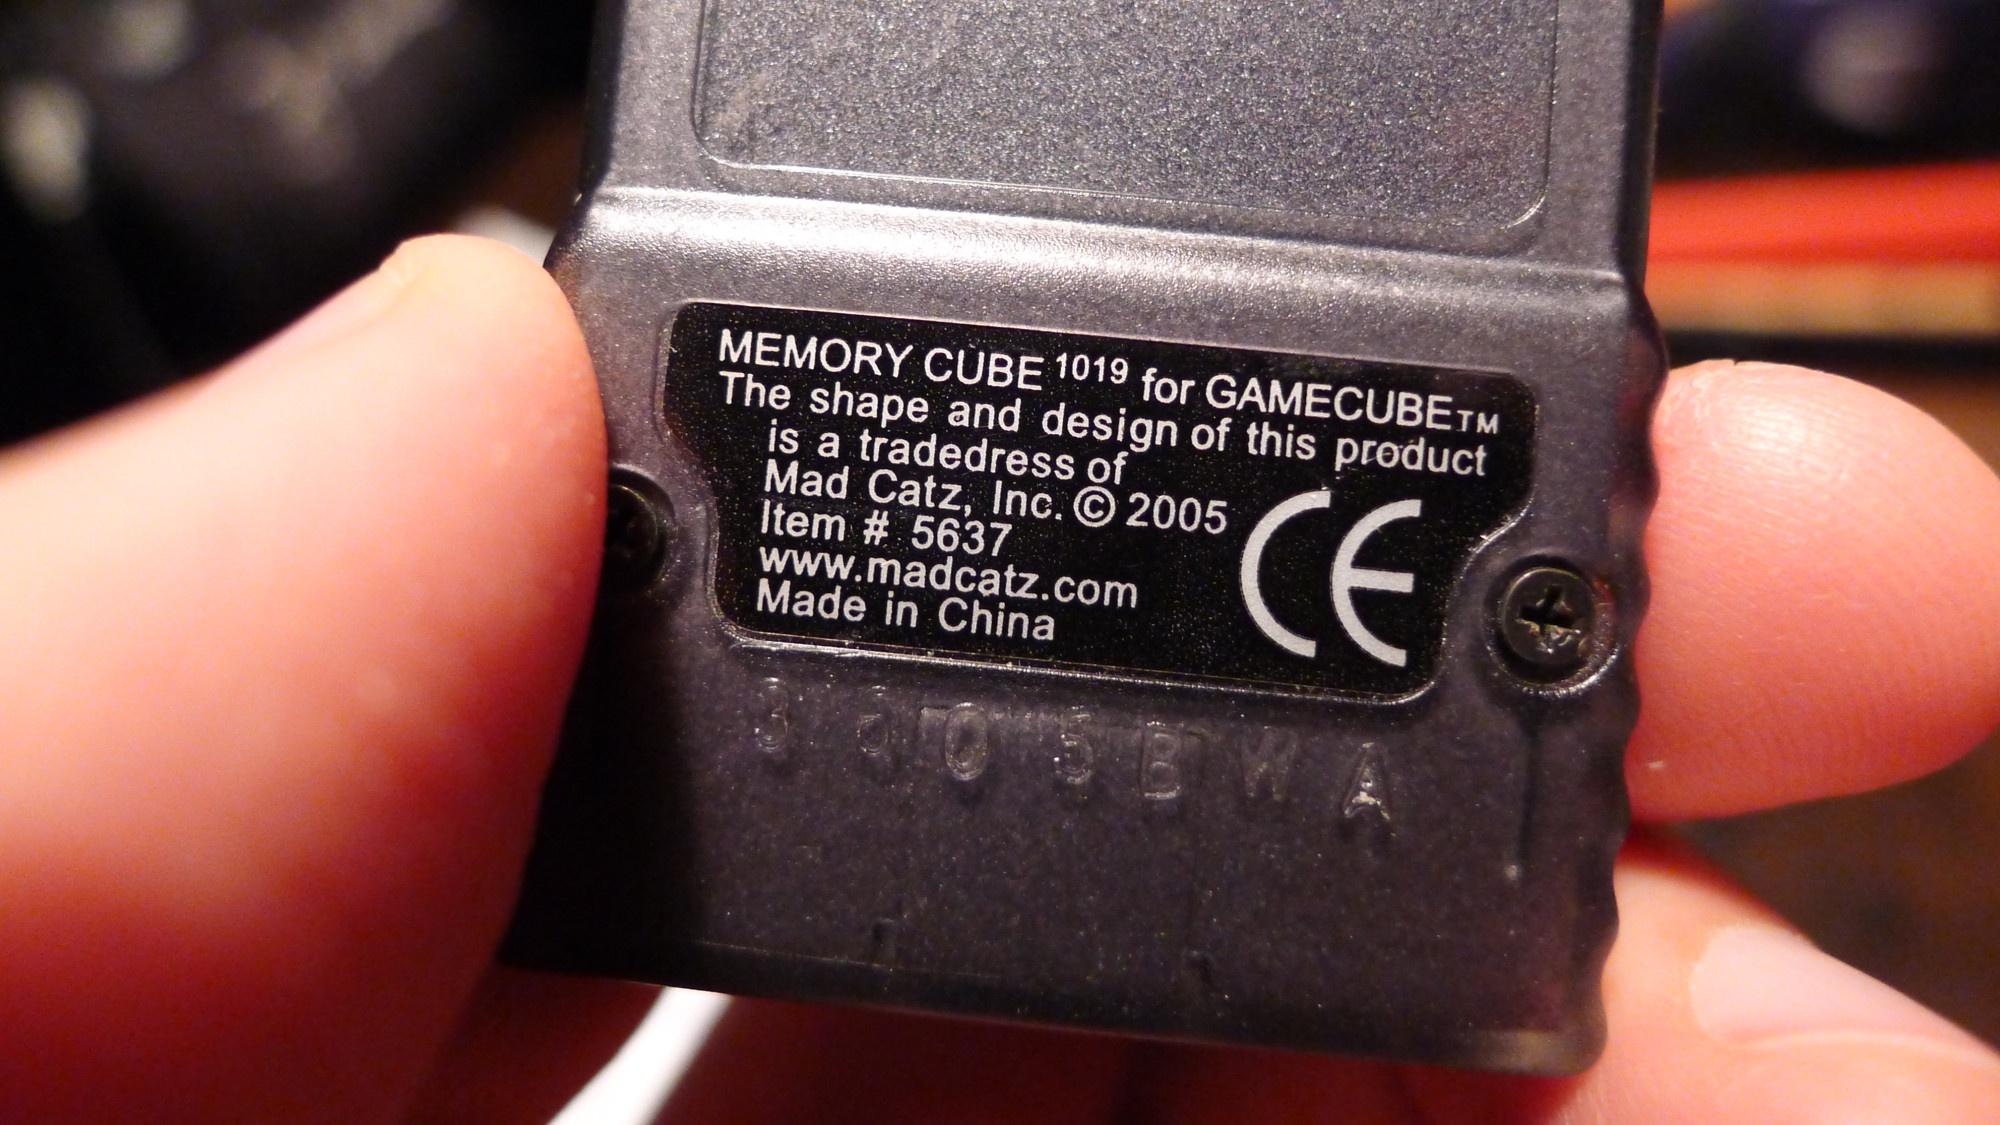 MEMORY CUBE 1019 for GAMECUBE™
The shape and design of this product
is a tradedress of
Mad Catz, Inc. © 2005
Item # 5637
www.madcatz.com
Made in China
CE